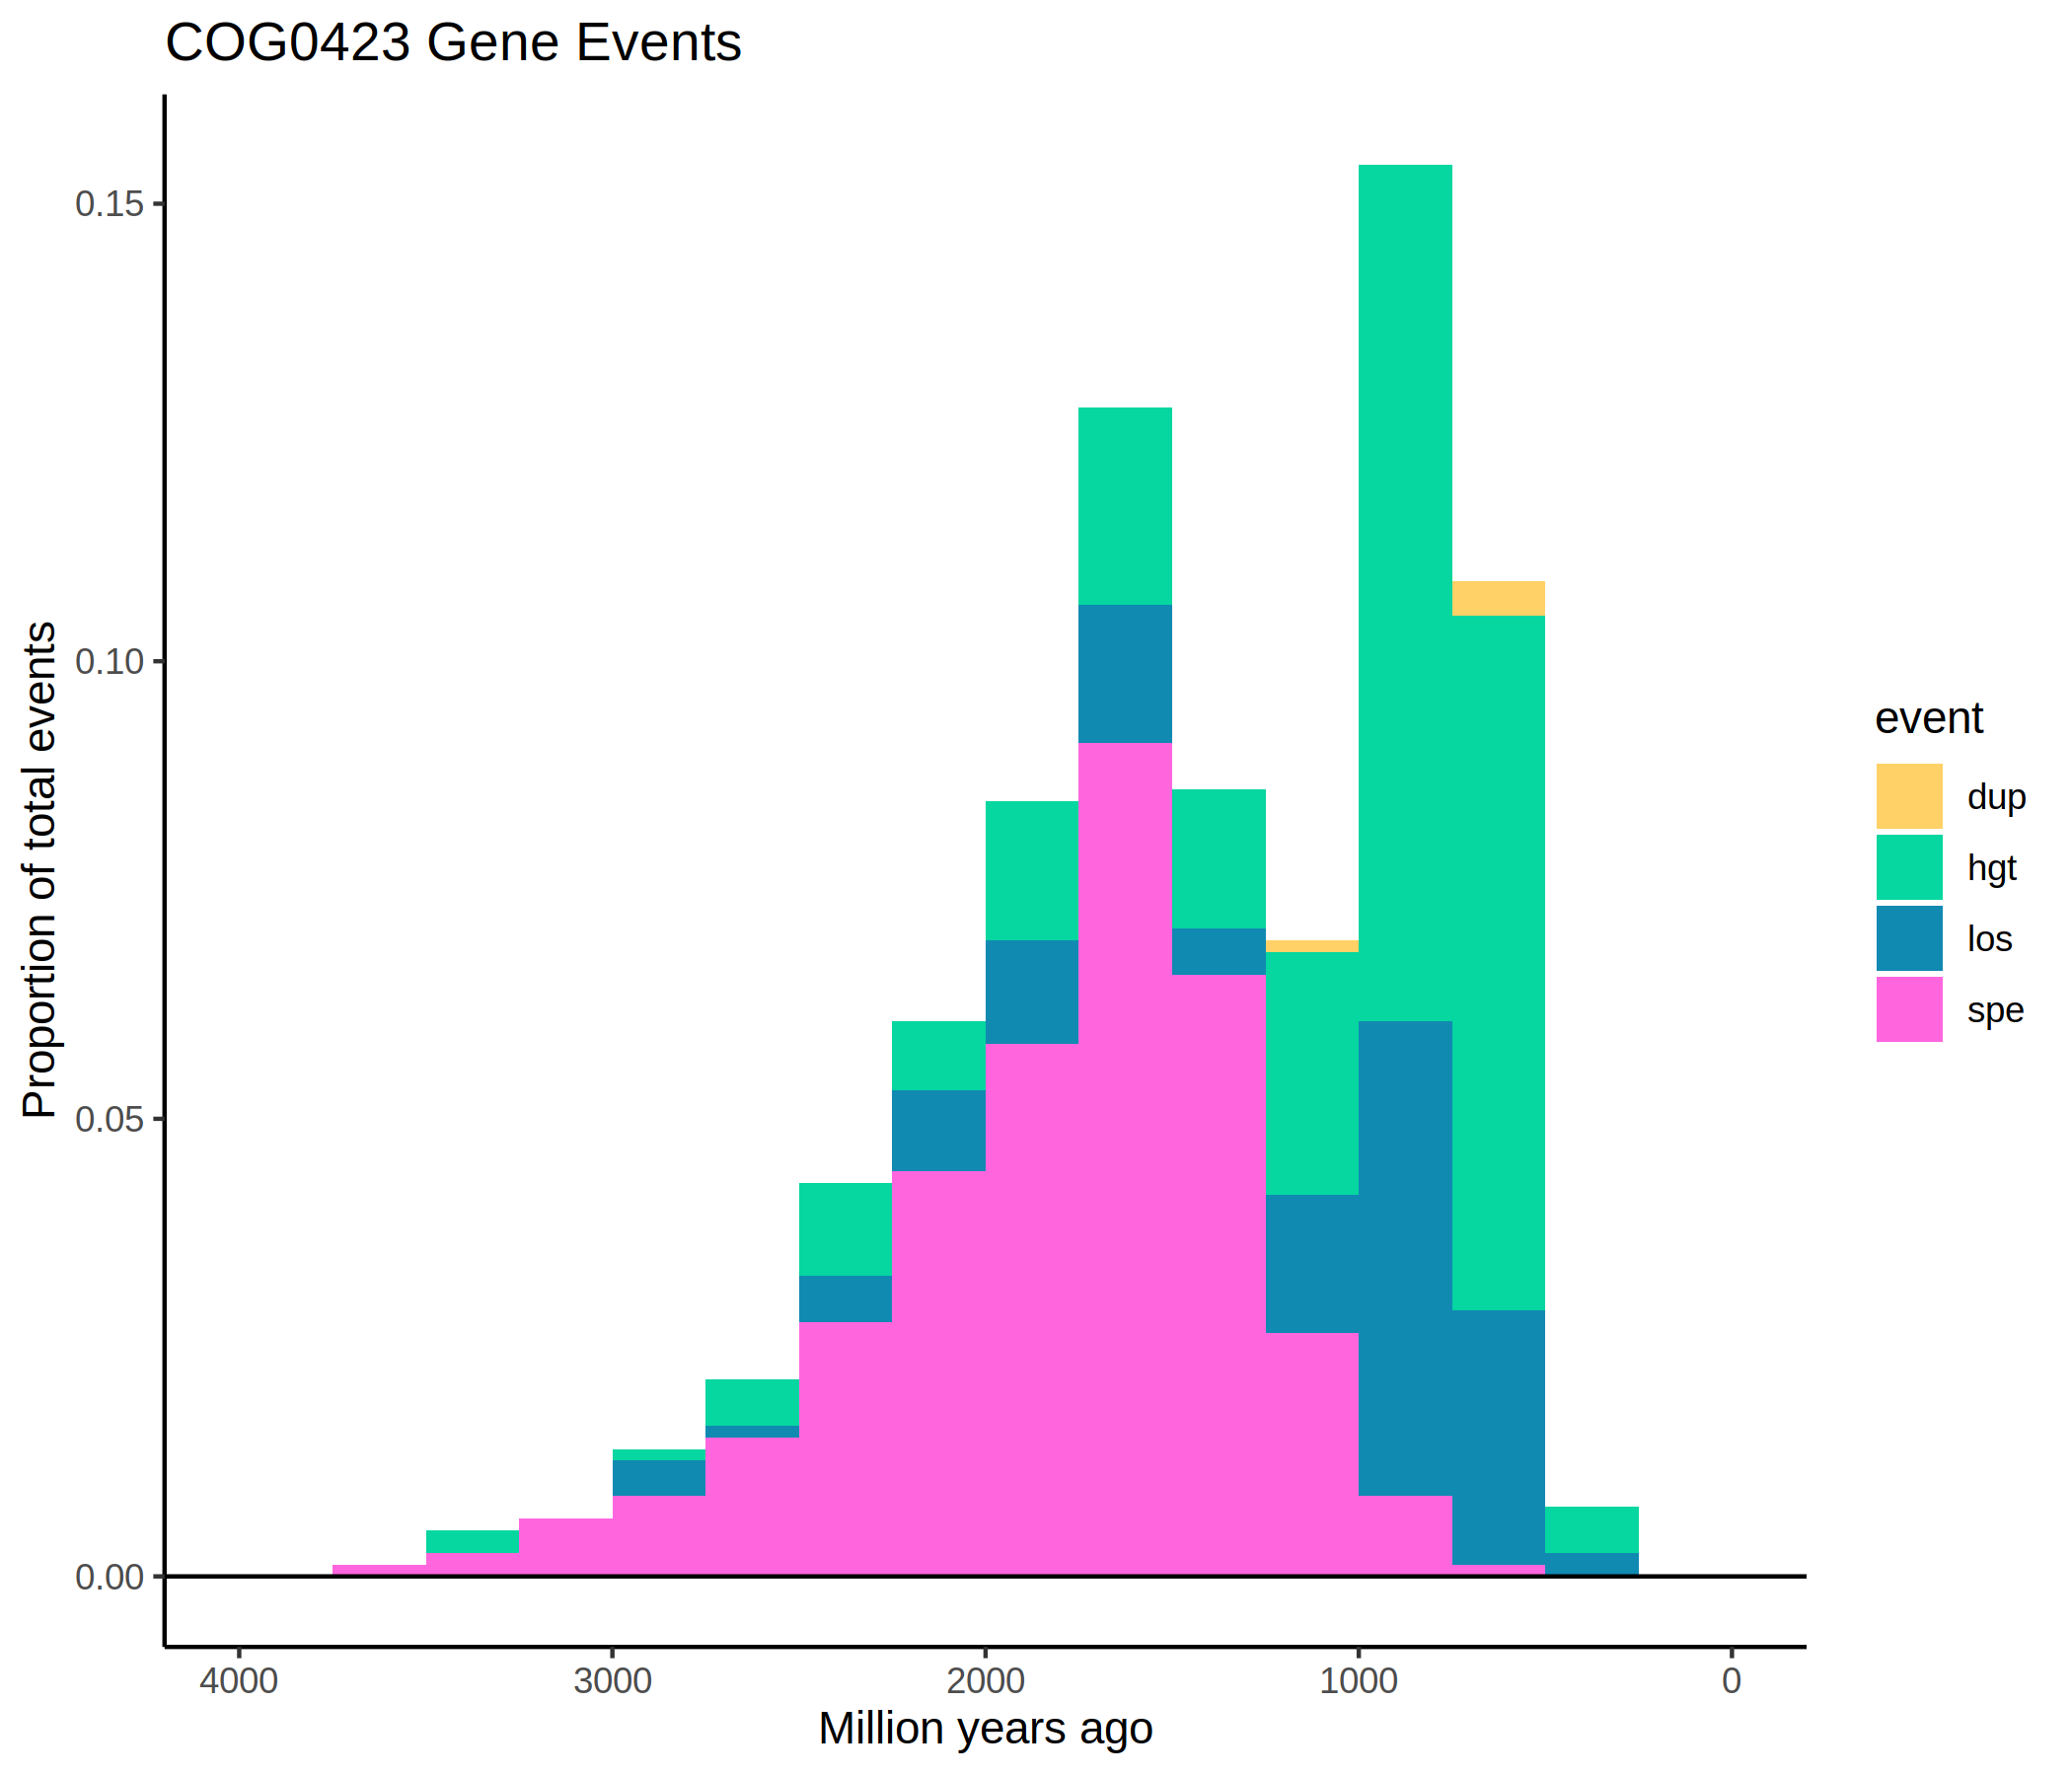 COG0423 Gene Events
Proportion of total events
0.15
0.10
0.05
0.00
4000 3000 2000 1000 0
Million years ago
event
dup
hgt
los
spe